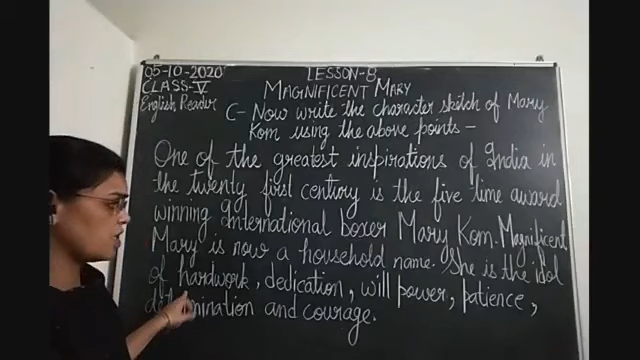 05-10-2020
CLASS-V
English Reader
LESSON-8
MAGNIFICENT MARY
C- Now write the character sketch of Mary
Kom using the above points -
One of the greatest inspirations of India in
the twenty first century is the five time award
winning International boxer Mary Kom. Magnificent
Mary is now a household name. She is the idol
of hardwork, dedication, will power, patience,
and courage.